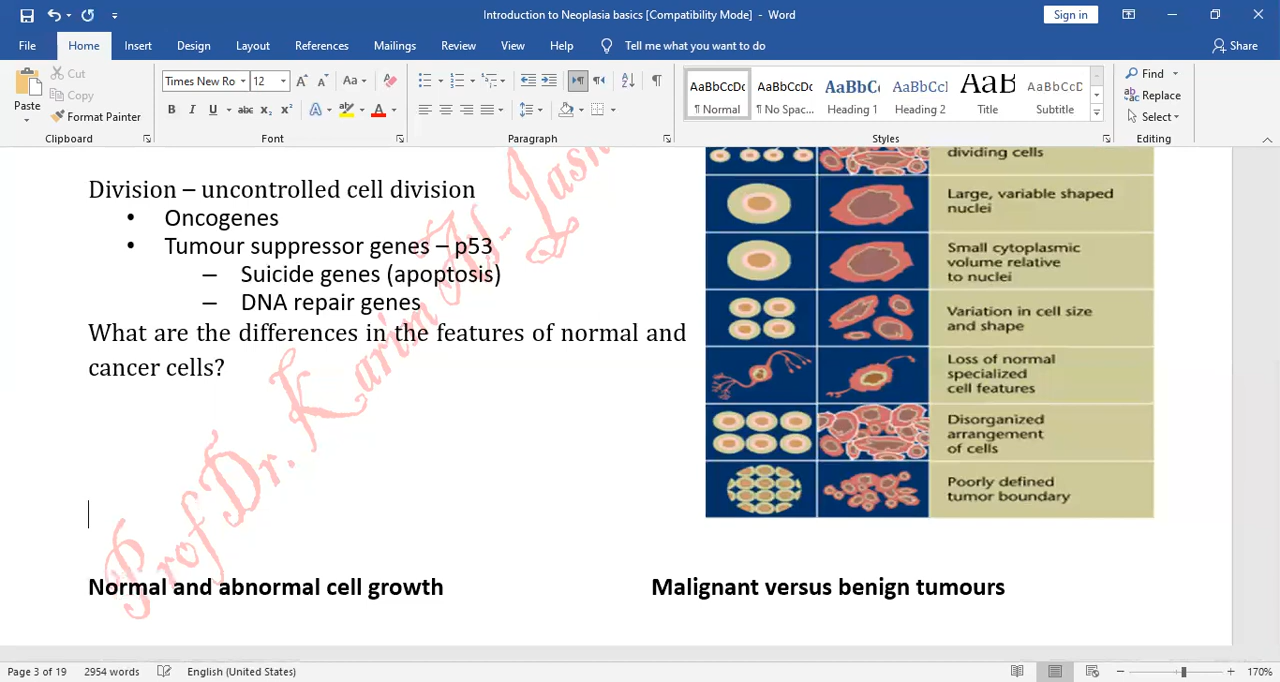 Introduction to Neoplasia basics [Compatibility Mode] - Word
Sign in
File Home Insert Design Layout References Mailings Review View Help Tell me what you want to do Share
Paste
Cut
Copy
Format Painter
Clipboard
Times New Ro 12
Font
Paragraph
AaBbCcDc AaBbCcDc AaBbC AaBbCcl AaB AaBbCcD
¶ Normal ¶ No Spac... Heading 1 Heading 2 Title Subtitle
Styles
Find
Replace
Select
Editing
Division – uncontrolled cell division
• Oncogenes
• Tumour suppressor genes – p53
– Suicide genes (apoptosis)
– DNA repair genes
What are the differences in the features of normal and
cancer cells?
dividing cells
Large, variable shaped
nuclei
Small cytoplasmic
volume relative
to nuclei
Variation in cell size
and shape
Loss of normal
specialized
cell features
Disorganized
arrangement
of cells
Poorly defined
tumor boundary
Prof Dr. Karim Al-Jash
Normal and abnormal cell growth
Malignant versus benign tumours
Page 3 of 19 2954 words English (United States) 170%